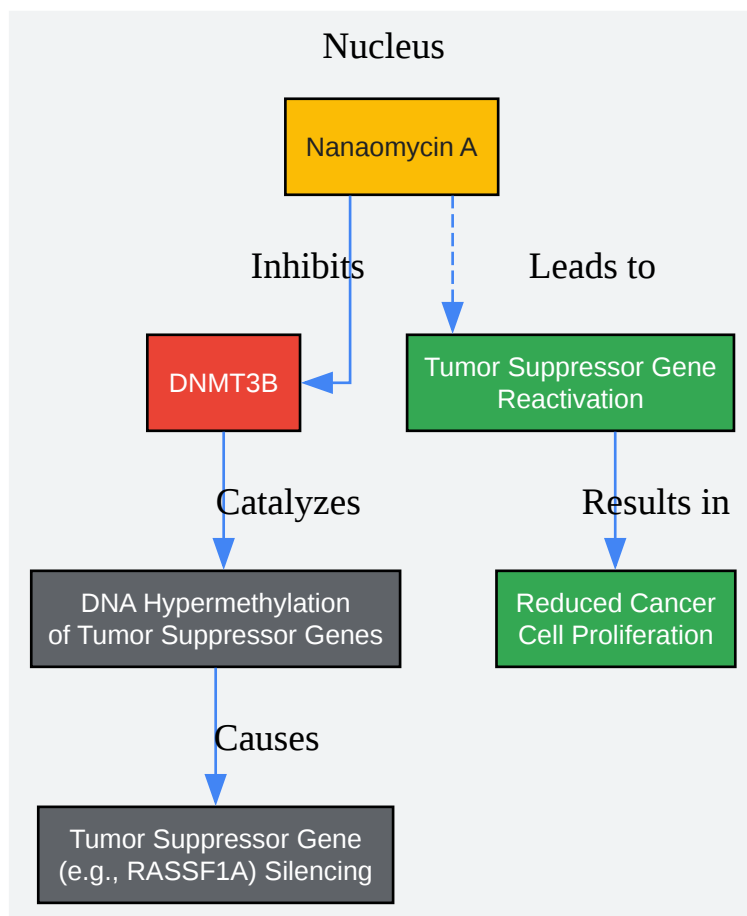 Nucleus
Nanaomycin A
Inhibits
Leads to
DNMT3B
Tumor Suppressor Gene
Reactivation
Catalyzes
Results in
DNA Hypermethylation
of Tumor Suppressor Genes
Reduced Cancer
Cell Proliferation
Causes
Tumor Suppressor Gene
(e.g., RASSF1A) Silencing